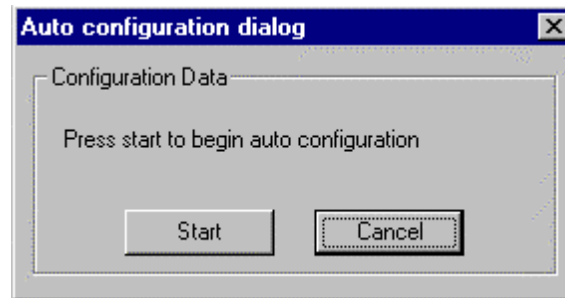 Auto configuration dialog
Configuration Data
Press start to begin auto configuration
Start
Cancel